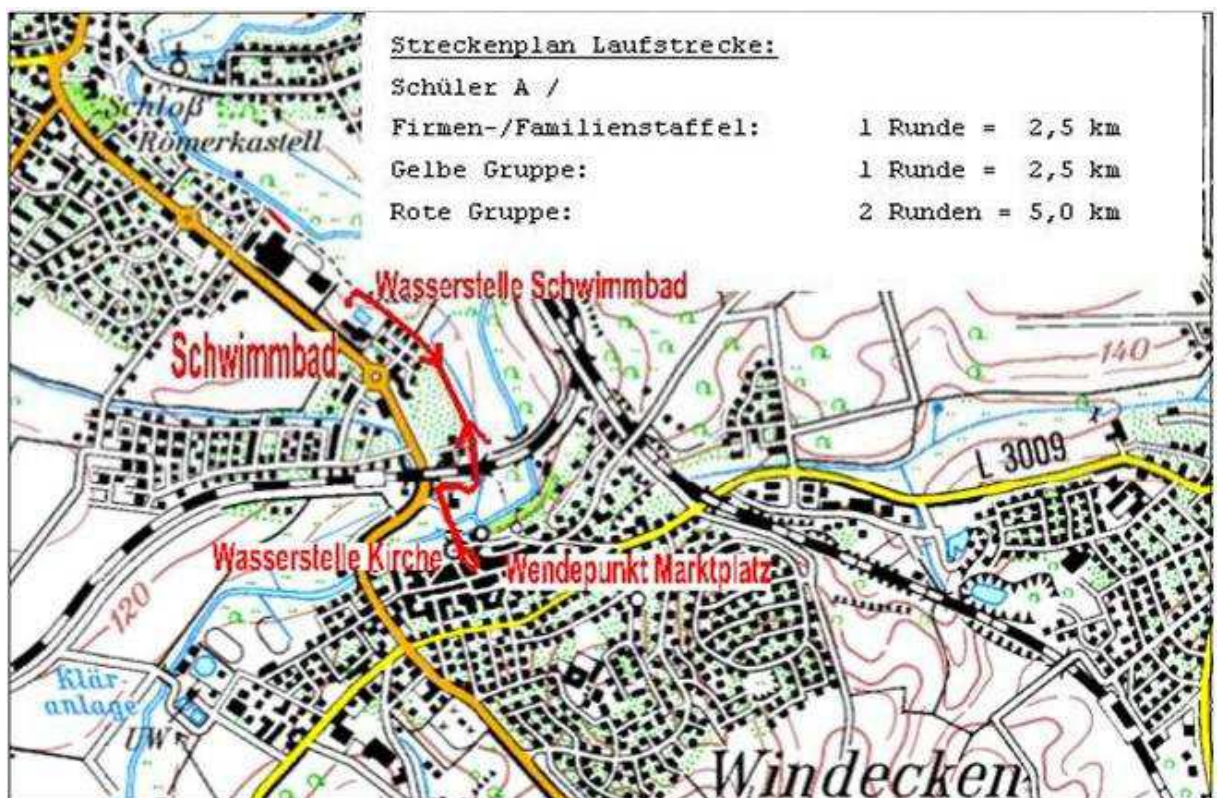 Streckenplan Laufstrecke:
Schüler A /
Firmen-/Familienstaffel: 1 Runde = 2,5 km
Gelbe Gruppe: 1 Runde = 2,5 km
Rote Gruppe: 2 Runden = 5,0 km
Schloß
Römerkastell
Wasserstelle Schwimmbad
Schwimmbad
140
L 3009
Wasserstelle Kirche
Wendepunkt Marktplatz
120
Klär-
anlage
UW
Windecken